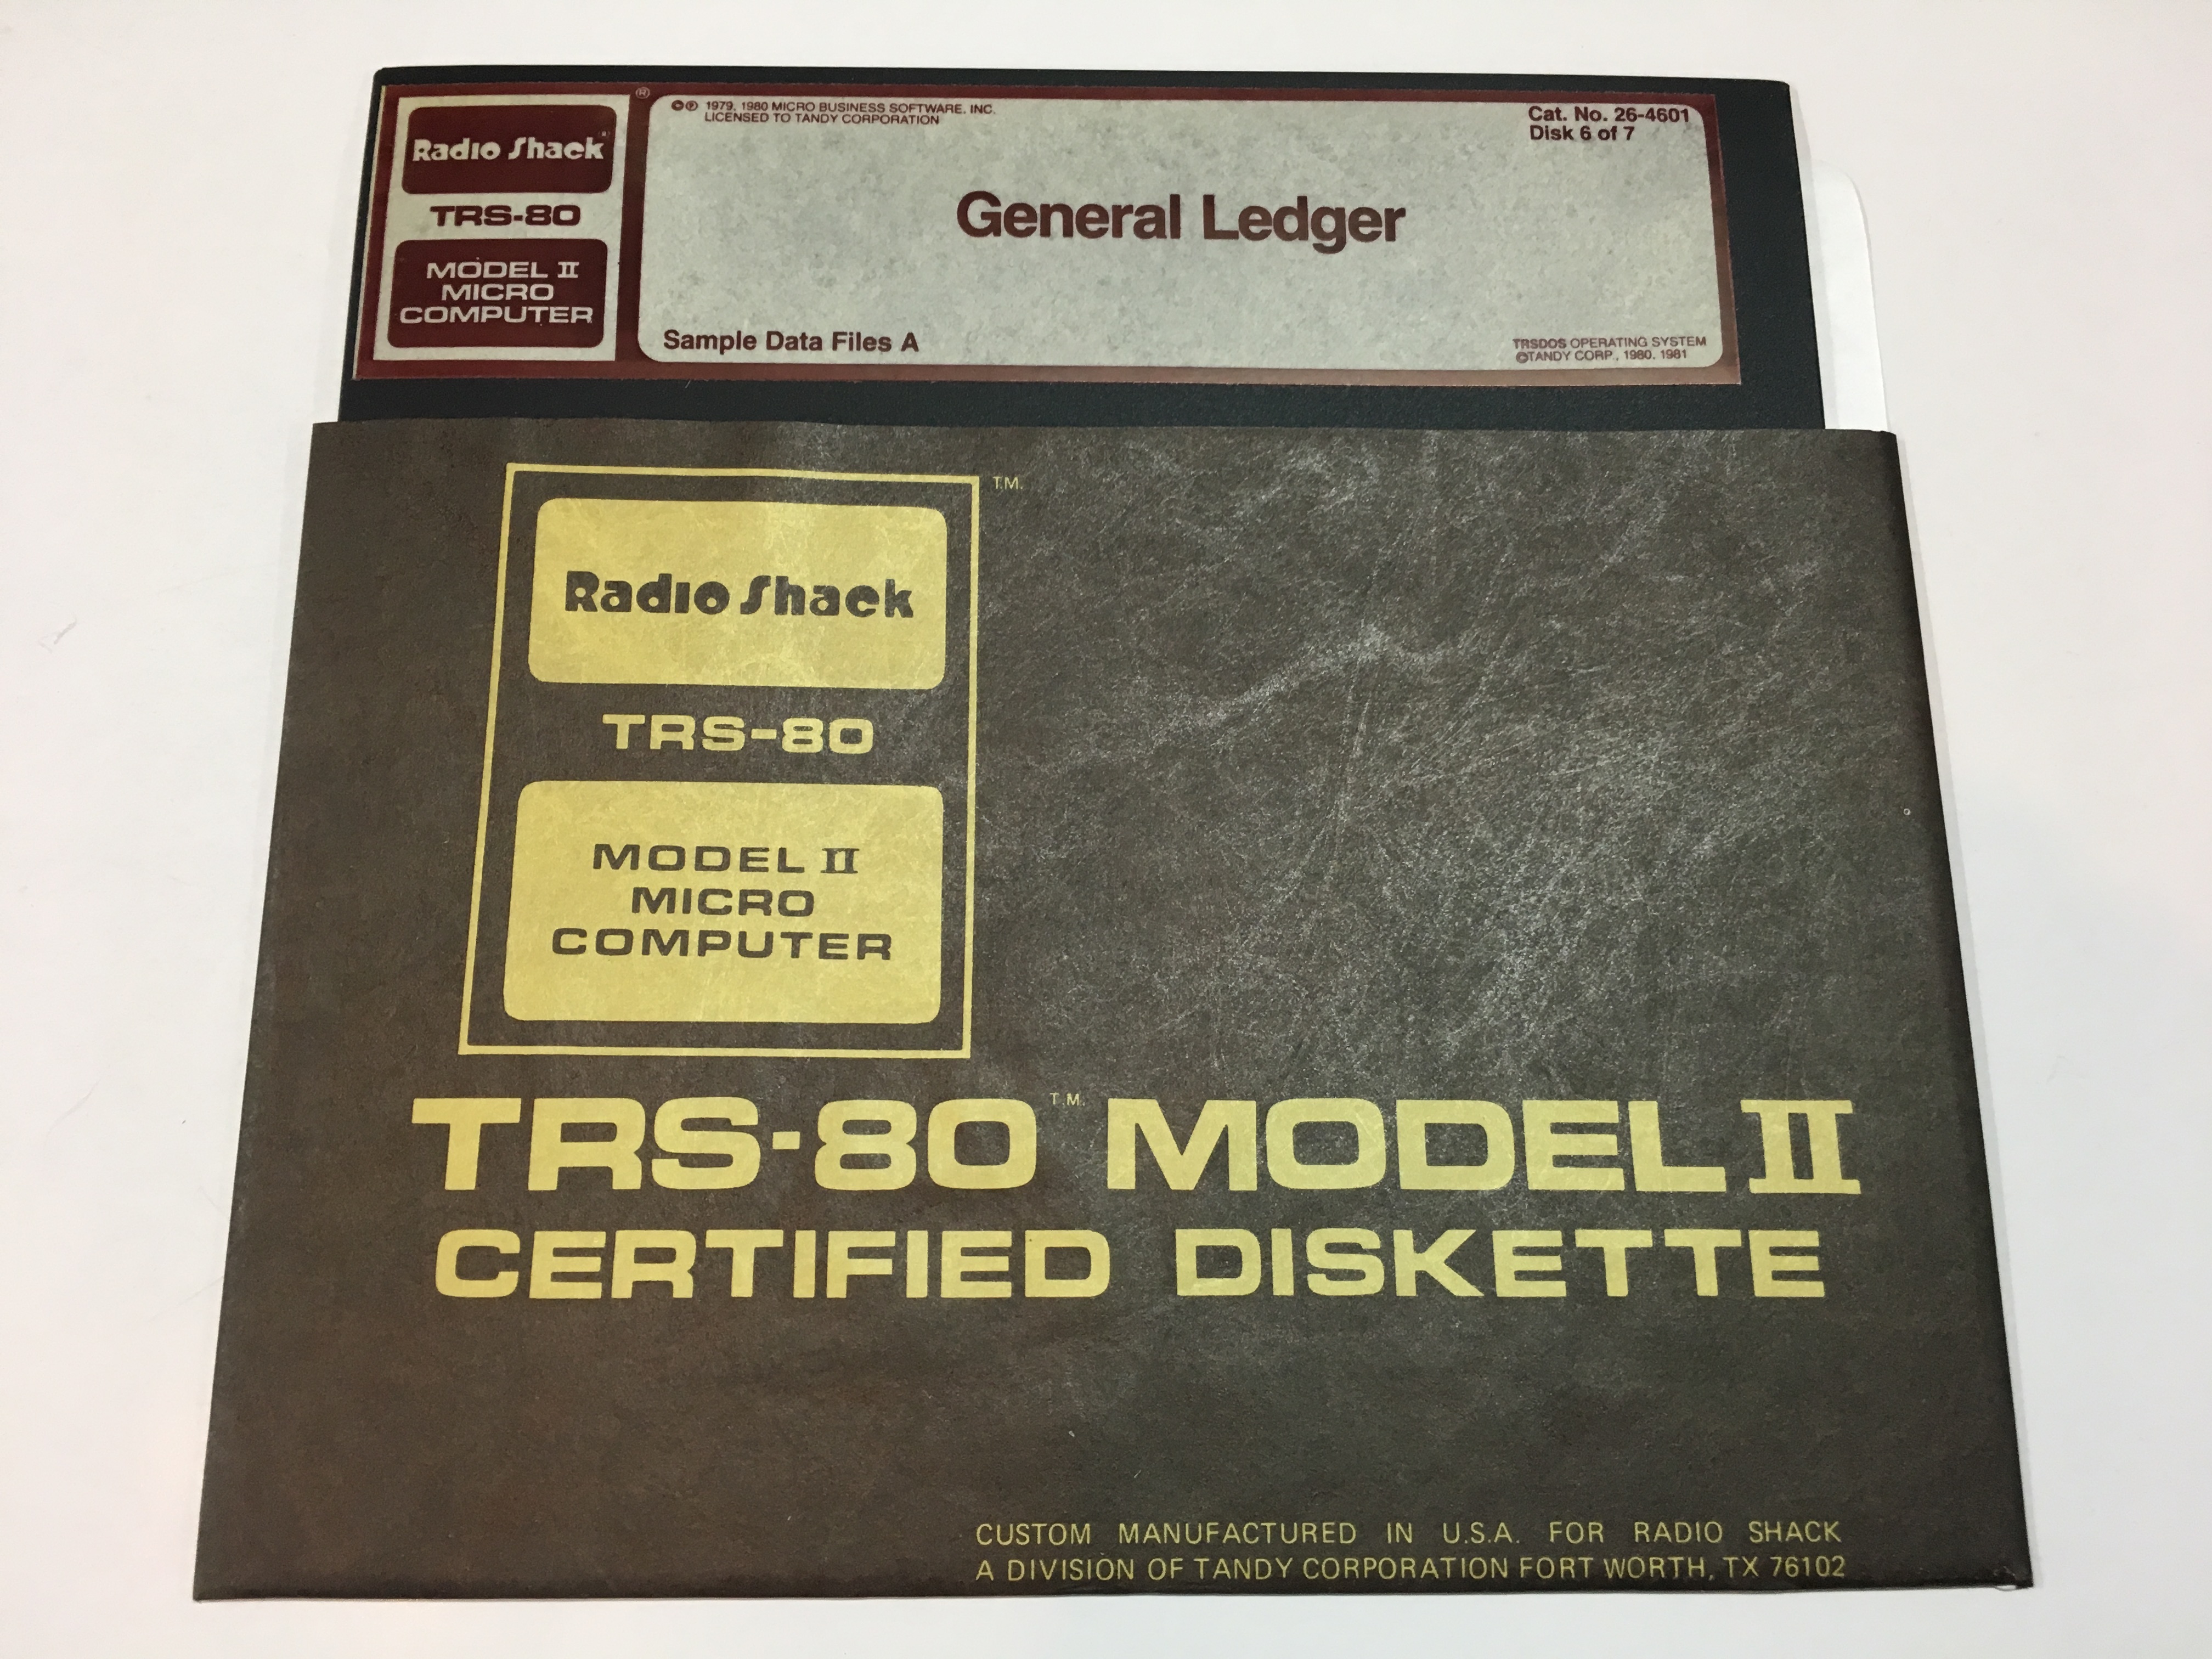 Radio Shack®
TRS-80
MODEL II
MICRO
COMPUTER
®
©℗ 1979, 1980 MICRO BUSINESS SOFTWARE, INC.
LICENSED TO TANDY CORPORATION
Cat. No. 26-4601
Disk 6 of 7
General Ledger
Sample Data Files A
TRSDOS OPERATING SYSTEM
©TANDY CORP., 1980, 1981
T.M.
Radio Shack
TRS-80
MODEL II
MICRO
COMPUTER
TRS-80 T.M. MODEL II
CERTIFIED DISKETTE
CUSTOM MANUFACTURED IN U.S.A. FOR RADIO SHACK
A DIVISION OF TANDY CORPORATION FORT WORTH, TX 76102